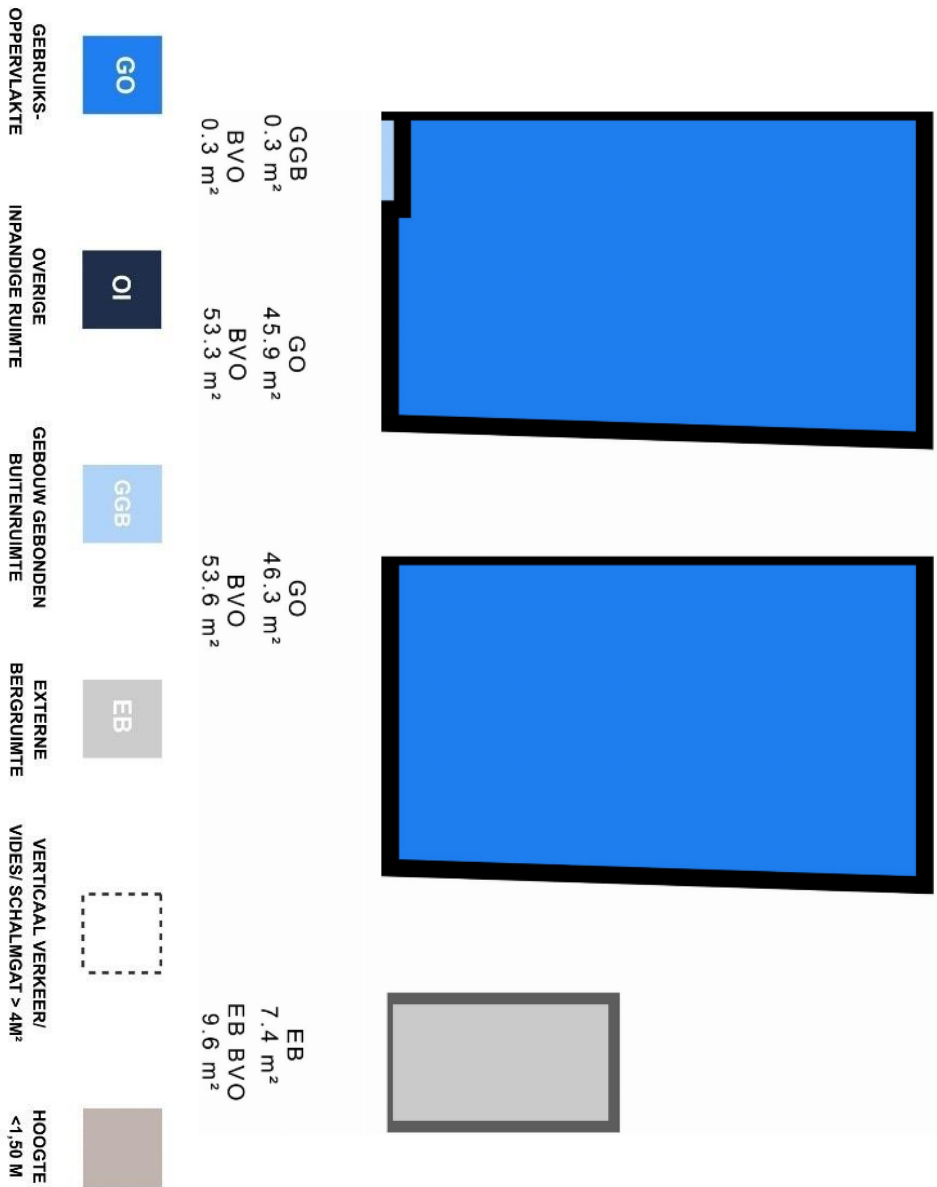 GGB
0.3 m²
BVO
0.3 m²
GO
45.9 m²
BVO
53.3 m²
GO
46.3 m²
BVO
53.6 m²
EB
7.4 m²
EB BVO
9.6 m²
GO
GEBRUIKS-
OPPERVLAKTE
OI
OVERIGE
INPANDIGE RUIMTE
GGB
GEBOUW GEBONDEN
BUITENRUIMTE
EB
EXTERNE
BERGRUIMTE
VERTICAAL VERKEER/
VIDES/ SCHALMGAT > 4M²
HOOGTE
<1,50 M